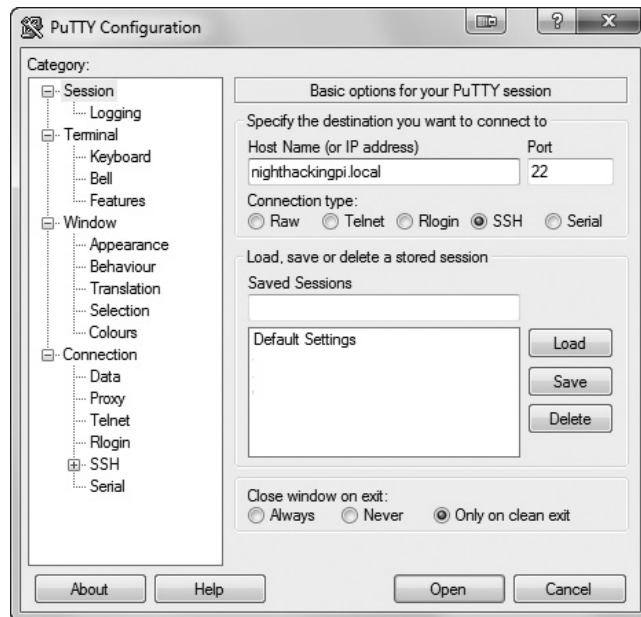 PuTTY Configuration
Category:
Session
Logging
Terminal
Keyboard
Bell
Features
Window
Appearance
Behaviour
Translation
Selection
Colours
Connection
Data
Proxy
Telnet
Rlogin
SSH
Serial
Basic options for your PuTTY session
Specify the destination you want to connect to
Host Name (or IP address) Port
nighthackingpi.local 22
Connection type:
Raw Telnet Rlogin SSH Serial
Load, save or delete a stored session
Saved Sessions
Default Settings
Load
Save
Delete
Close window on exit:
Always Never Only on clean exit
About Help Open Cancel